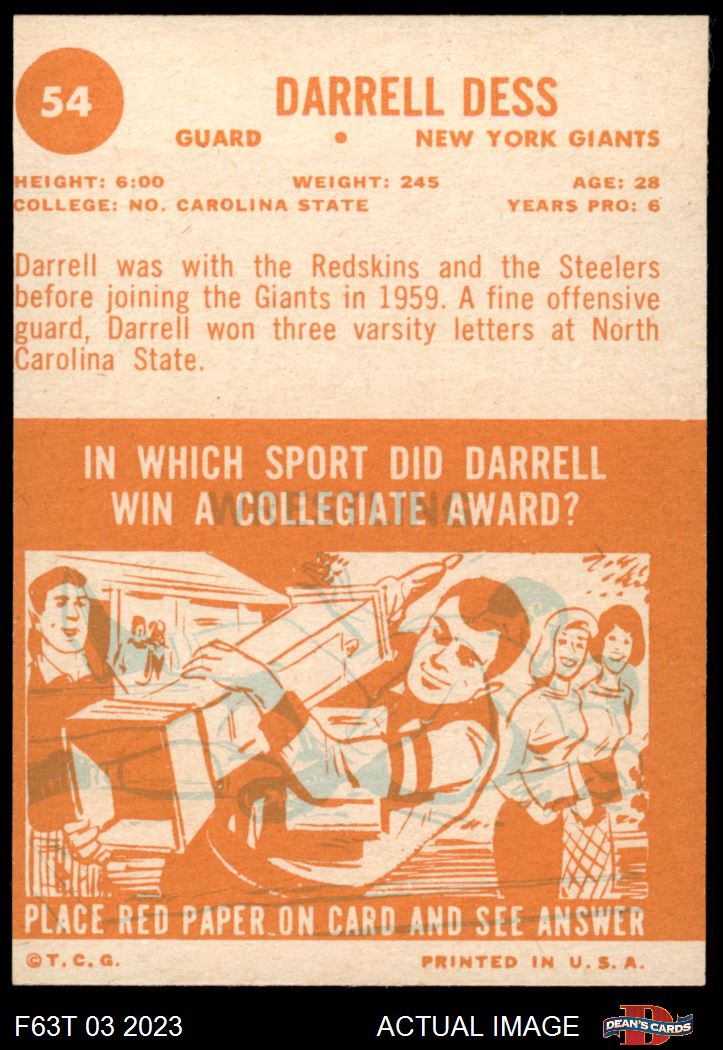 54
DARRELL DESS
GUARD • NEW YORK GIANTS
HEIGHT: 6:00 WEIGHT: 245 AGE: 28
COLLEGE: NO. CAROLINA STATE YEARS PRO: 6
Darrell was with the Redskins and the Steelers
before joining the Giants in 1959. A fine offensive
guard, Darrell won three varsity letters at North
Carolina State.
IN WHICH SPORT DID DARRELL
WIN A COLLEGIATE AWARD?
WRESTLING.
PLACE RED PAPER ON CARD AND SEE ANSWER
© T. C. G. PRINTED IN U. S. A.
F63T 03 2023 ACTUAL IMAGE D DEAN'S CARDS